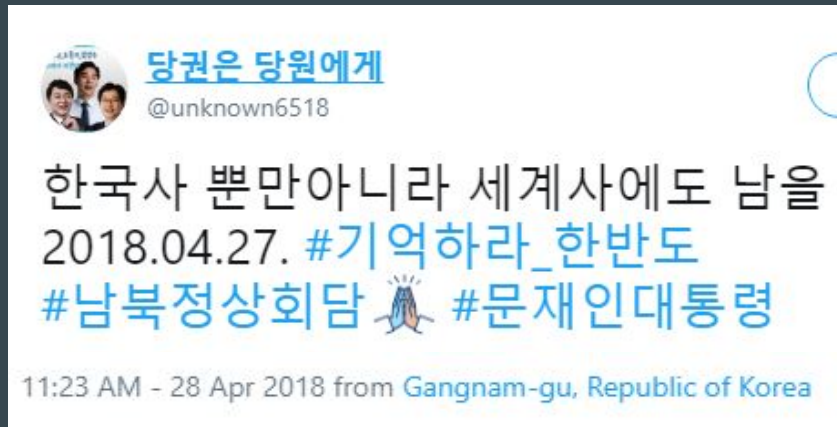 당권은 당원에게
@unknown6518
한국사 뿐만아니라 세계사에도 남을
2018.04.27. #기억하라_한반도
#남북정상회담🙏 #문재인대통령
11:23 AM - 28 Apr 2018 from Gangnam-gu, Republic of Korea